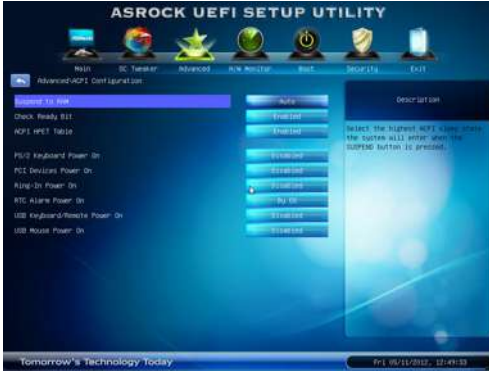 ASROCK UEFI SETUP UTILITY
Main OC Tweaker Advanced H/W Monitor Boot Security Exit
Advanced\ACPI Configuration
Suspend to RAM Auto
Check Ready Bit Enabled
ACPI HPET Table Enabled
PS/2 Keyboard Power On Disabled
PCI Devices Power On Disabled
Ring-In Power On Disabled
RTC Alarm Power On By OS
USB Keyboard/Remote Power On Disabled
USB Mouse Power On Disabled
Description
Select the highest ACPI sleep state
the system will enter when the
SUSPEND button is pressed.
Tomorrow's Technology Today
Fri 05/11/2012, 12:49:33